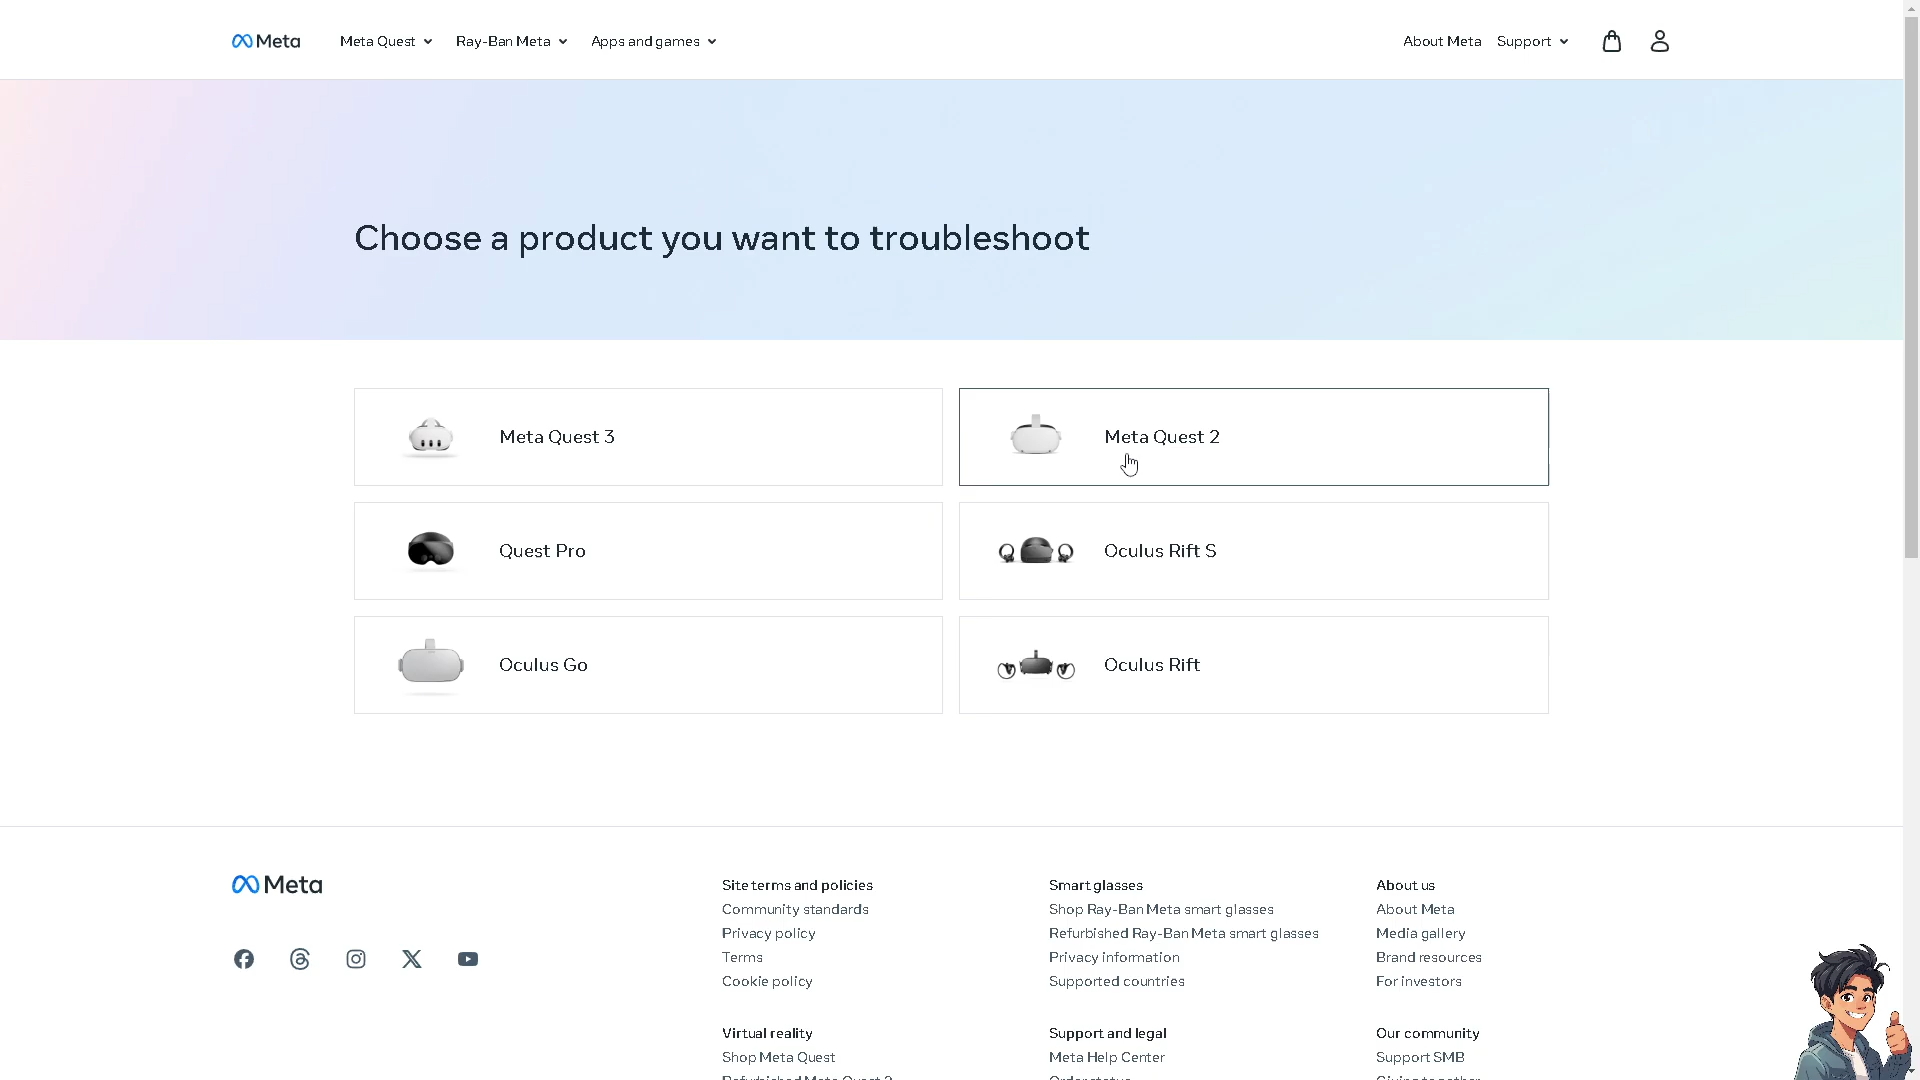 Meta
Meta Quest
Ray-Ban Meta
Apps and games
About Meta
Support
Choose a product you want to troubleshoot
Meta Quest 3
Meta Quest 2
Quest Pro
Oculus Rift S
Oculus Go
Oculus Rift
Meta
Site terms and policies
Community standards
Privacy policy
Terms
Cookie policy
Smart glasses
Shop Ray-Ban Meta smart glasses
Refurbished Ray-Ban Meta smart glasses
Privacy information
Supported countries
About us
About Meta
Media gallery
Brand resources
For investors
Virtual reality
Shop Meta Quest
Support and legal
Meta Help Center
Our community
Support SMB